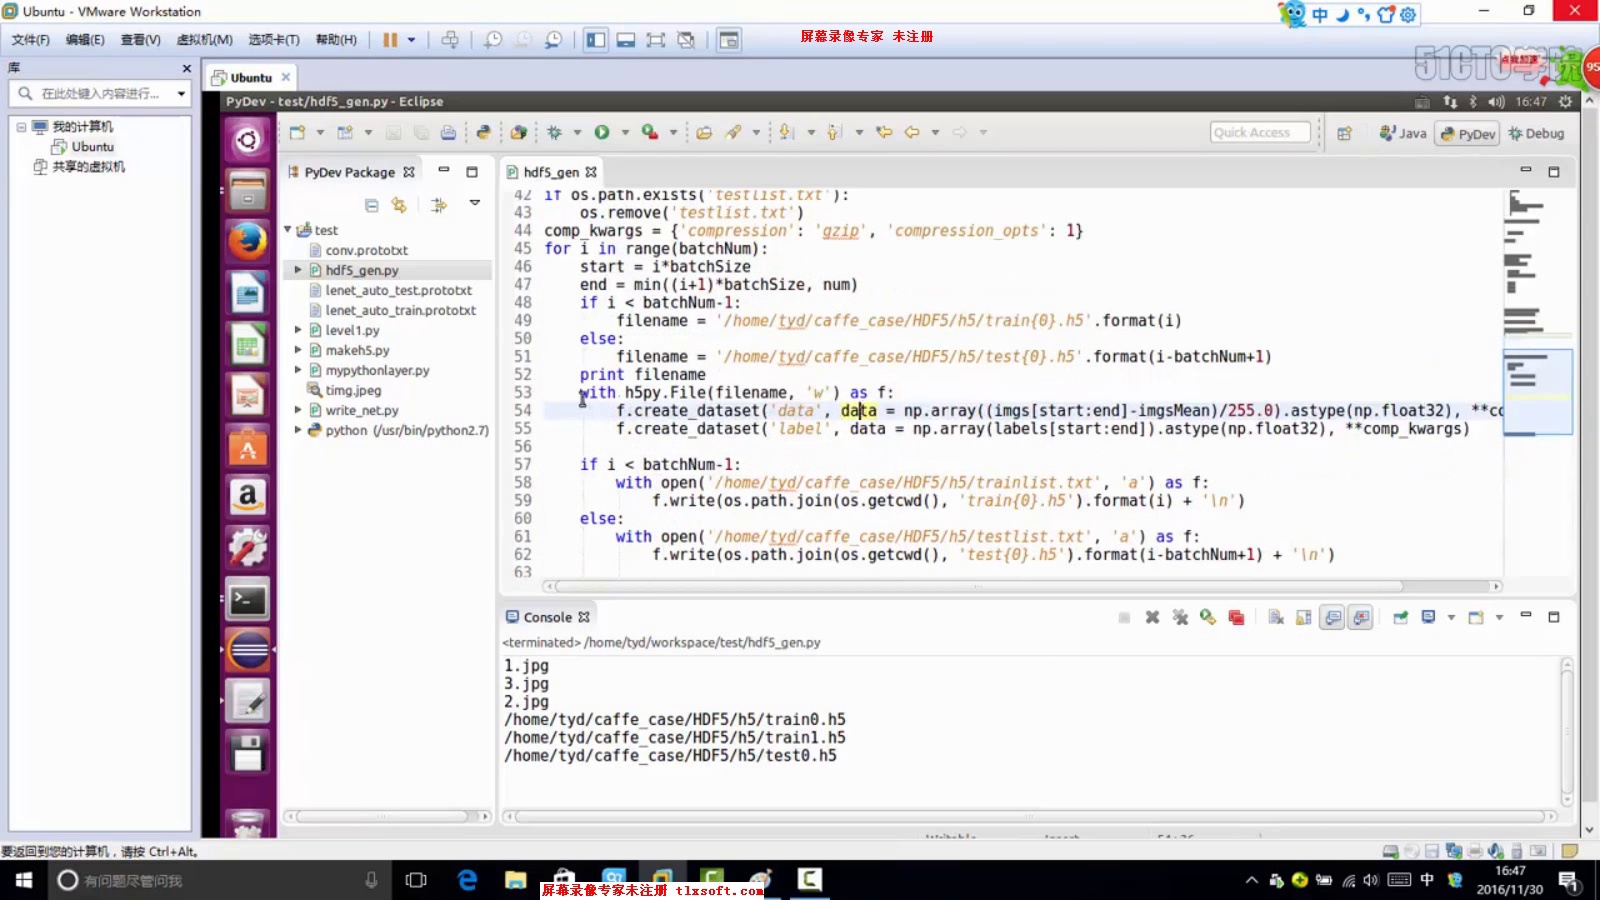 Ubuntu - VMware Workstation
中
文件(F) 编辑(E) 查看(V) 虚拟机(M) 选项卡(T) 帮助(H)
屏幕录像专家 未注册
51CTO学院
点我加速
95
库
在此处键入内容进行...
我的计算机
Ubuntu
共享的虚拟机
Ubuntu
PyDev - test/hdf5_gen.py - Eclipse
16:47
Quick Access
Java
PyDev
Debug
PyDev Package
test
conv.prototxt
hdf5_gen.py
lenet_auto_test.prototxt
lenet_auto_train.prototxt
level1.py
makeh5.py
mypythonlayer.py
timg.jpeg
write_net.py
python (/usr/bin/python2.7)
hdf5_gen
42 if os.path.exists('testlist.txt'):
43 os.remove('testlist.txt')
44 comp_kwargs = {'compression': 'gzip', 'compression_opts': 1}
45 for i in range(batchNum):
46 start = i*batchSize
47 end = min((i+1)*batchSize, num)
48 if i < batchNum-1:
49 filename = '/home/tyd/caffe_case/HDF5/h5/train{0}.h5'.format(i)
50 else:
51 filename = '/home/tyd/caffe_case/HDF5/h5/test{0}.h5'.format(i-batchNum+1)
52 print filename
53 with h5py.File(filename, 'w') as f:
54 f.create_dataset('data', data = np.array((imgs[start:end]-imgsMean)/255.0).astype(np.float32), **co
55 f.create_dataset('label', data = np.array(labels[start:end]).astype(np.float32), **comp_kwargs)
56
57 if i < batchNum-1:
58 with open('/home/tyd/caffe_case/HDF5/h5/trainlist.txt', 'a') as f:
59 f.write(os.path.join(os.getcwd(), 'train{0}.h5').format(i) + '\n')
60 else:
61 with open('/home/tyd/caffe_case/HDF5/h5/testlist.txt', 'a') as f:
62 f.write(os.path.join(os.getcwd(), 'test{0}.h5').format(i-batchNum+1) + '\n')
63
Console
<terminated> /home/tyd/workspace/test/hdf5_gen.py
1.jpg
3.jpg
2.jpg
/home/tyd/caffe_case/HDF5/h5/train0.h5
/home/tyd/caffe_case/HDF5/h5/train1.h5
/home/tyd/caffe_case/HDF5/h5/test0.h5
要返回到您的计算机，请按 Ctrl+Alt。
有问题尽管问我
屏幕录像专家未注册 tlxsoft.com
中
16:47
2016/11/30
1